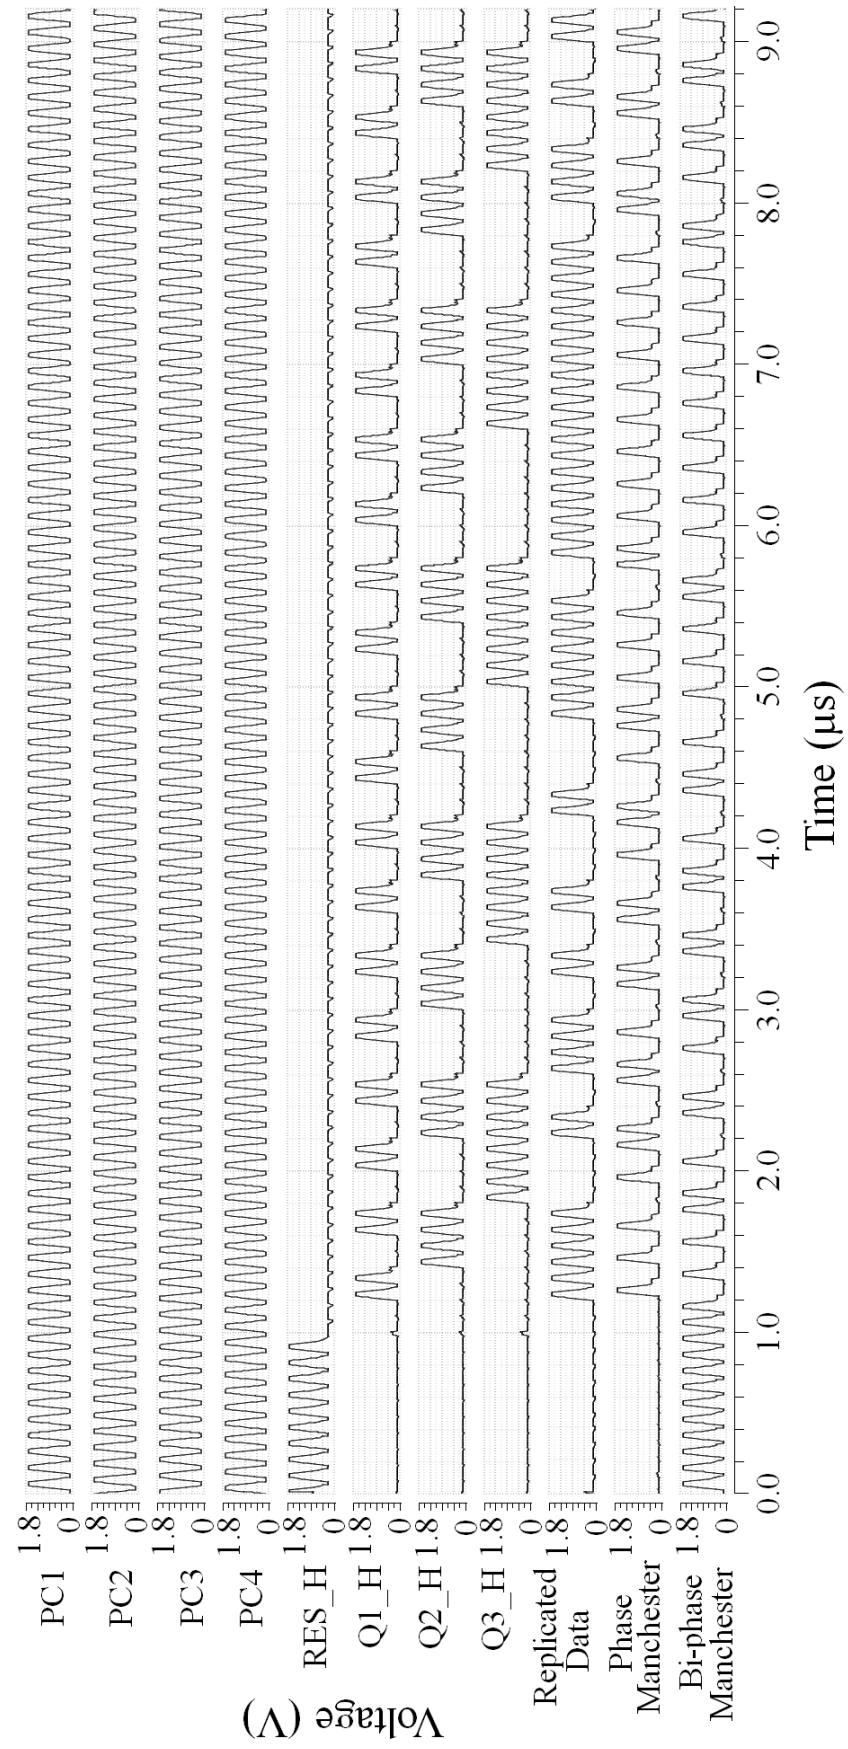 Voltage (V)
PC1
1.8
0
PC2
1.8
0
PC3
1.8
0
PC4
1.8
0
RES_H
1.8
0
Q1_H
1.8
0
Q2_H
1.8
0
Q3_H
1.8
0
Replicated
Data
1.8
0
Phase
Manchester
1.8
0
Bi-phase
Manchester
1.8
0
0.0 1.0 2.0 3.0 4.0 5.0 6.0 7.0 8.0 9.0
Time (μs)